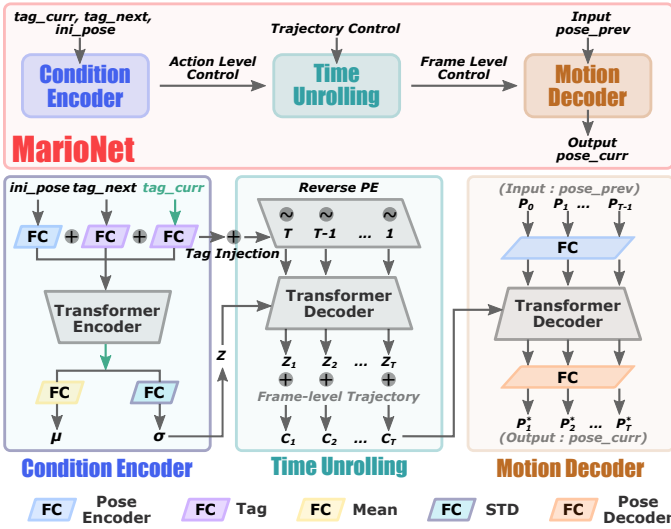 tag_curr, tag_next,
ini_pose
Condition
Encoder
Action Level
Control
Trajectory Control
Time
Unrolling
Frame Level
Control
Input
pose_prev
Motion
Decoder
Output
pose_curr
MarioNet
ini_pose tag_next tag_curr
FC + FC + FC
Tag Injection
Transformer
Encoder
FC FC
μ σ
Z
Condition Encoder
Reverse PE
~ ~ ~
T T-1 ... 1
Transformer
Decoder
Z1 Z2 ... ZT
+ + +
Frame-level Trajectory
C1 C2 ... CT
Time Unrolling
(Input : pose_prev)
P0 P1 ... PT-1
FC
Transformer
Decoder
FC
P1* P2* ... PT*
(Output : pose_curr)
Motion Decoder
FC Pose
Encoder
FC Tag
FC Mean
FC STD
FC Pose
Decoder